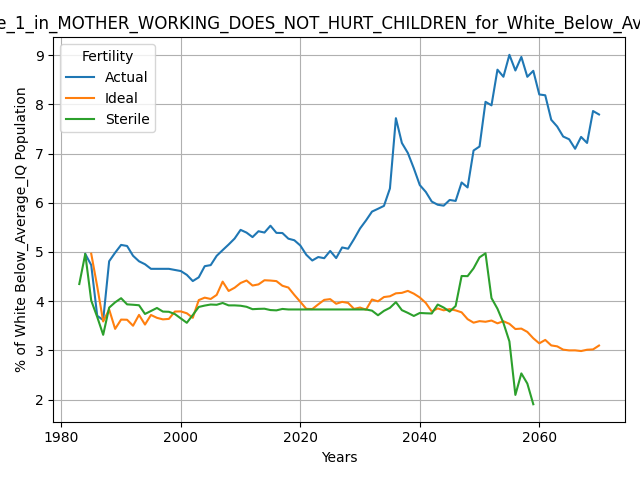 e_1_in_MOTHER_WORKING_DOES_NOT_HURT_CHILDREN_for_White_Below_Av
Fertility
Actual
Ideal
Sterile
% of White Below_Average_IQ Population
9
8
7
6
5
4
3
2
1980
2000
2020
2040
2060
Years